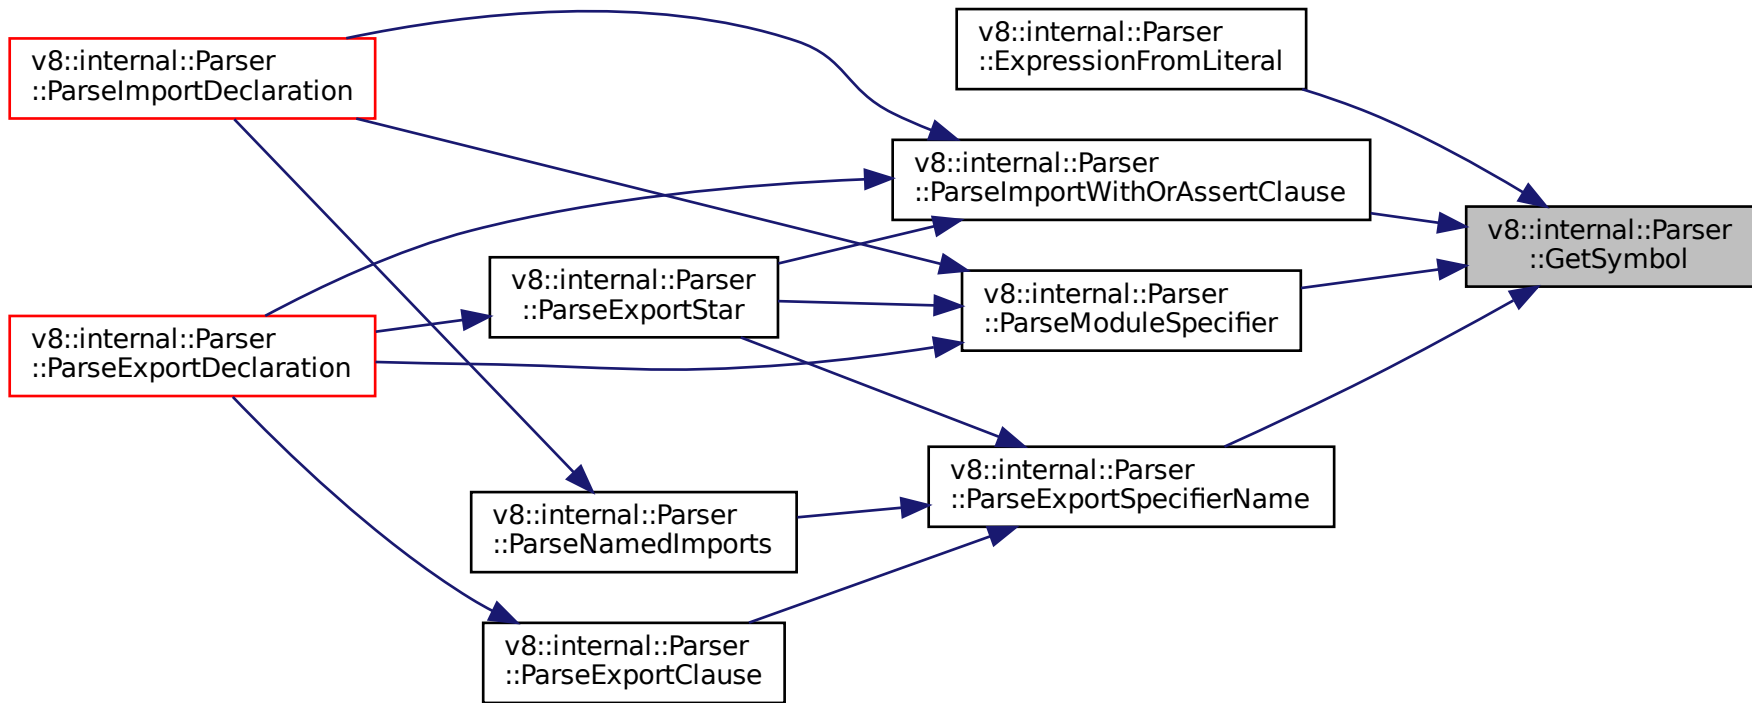 v8::internal::Parser
::ExpressionFromLiteral
v8::internal::Parser
::ParseImportDeclaration
v8::internal::Parser
::ParseImportWithOrAssertClause
v8::internal::Parser
::GetSymbol
v8::internal::Parser
::ParseExportStar
v8::internal::Parser
::ParseModuleSpecifier
v8::internal::Parser
::ParseExportDeclaration
v8::internal::Parser
::ParseExportSpecifierName
v8::internal::Parser
::ParseNamedImports
v8::internal::Parser
::ParseExportClause